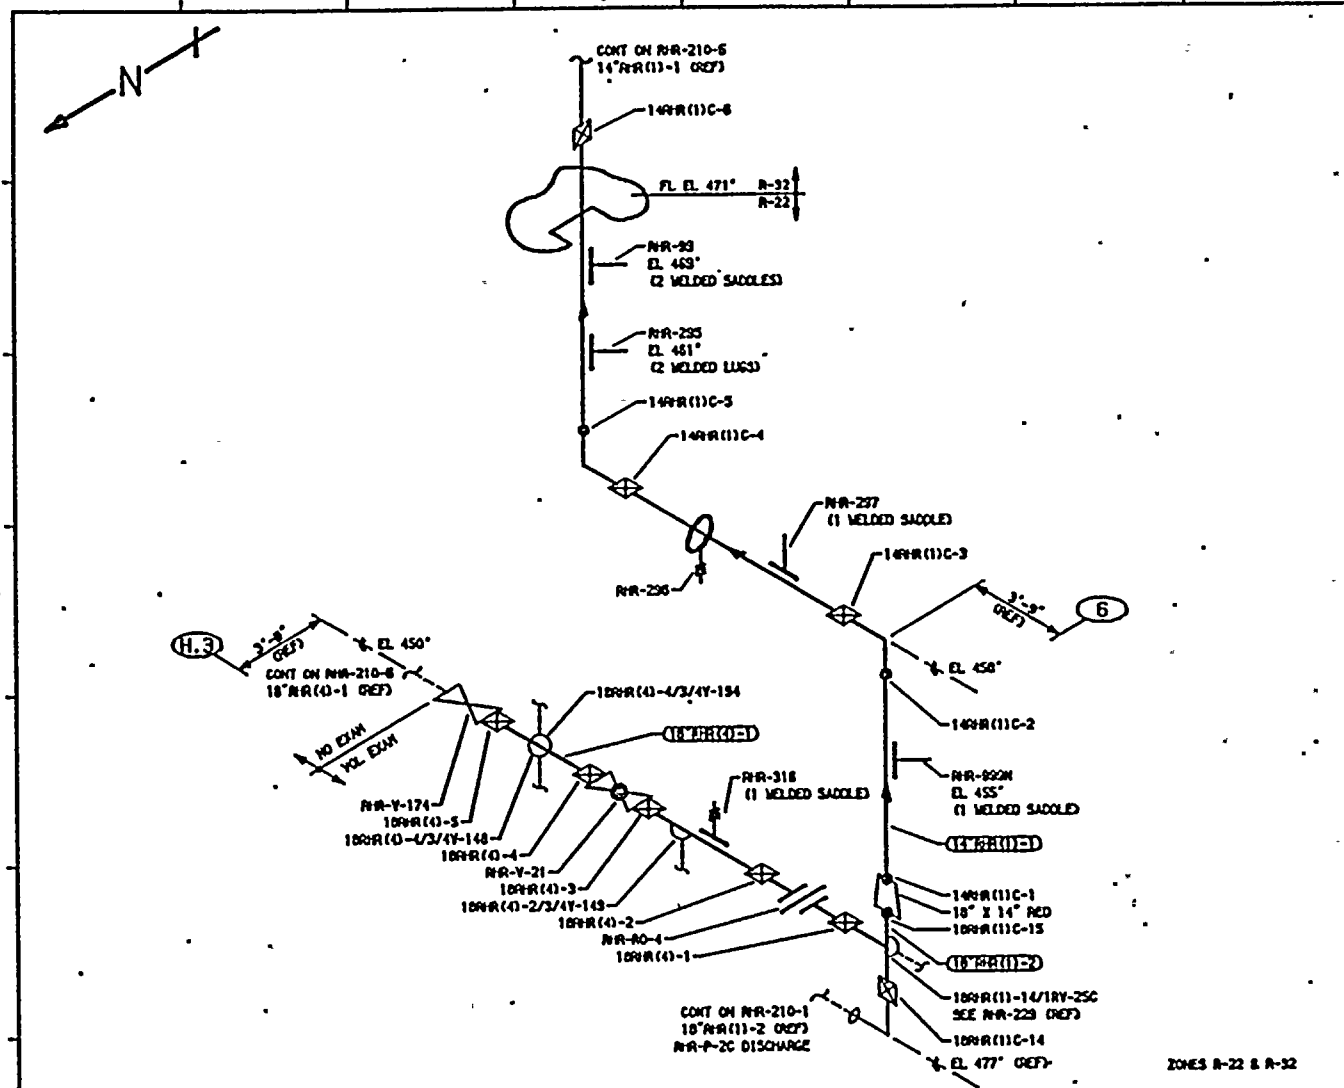 N
CONT ON RHR-210-6
14"RHR(1)-1 (REF)
14RHR(1)C-6
FL EL 471'
R-32
R-22
RHR-93
EL 469'
(2 WELDED SADDLES)
RHR-295
EL 461'
(2 WELDED LUGS)
14RHR(1)C-5
14RHR(1)C-4
RHR-297
(1 WELDED SADDLE)
14RHR(1)C-3
RHR-296
3'-9"
(REF)
6
H.3
3'-8"
(REF)
EL 450'
CONT ON RHR-210-6
18"RHR(4)-1 (REF)
EL 458'
18RHR(4)-4/3/4Y-194
14RHR(1)C-2
18"RHR(4)-1
NO EXAM
VOL EXAM
RHR-318
(1 WELDED SADDLE)
RHR-999N
EL 455'
(1 WELDED SADDLE)
RHR-V-174
18RHR(4)-5
18RHR(4)-4/3/4Y-148
18RHR(4)-4
RHR-V-21
18RHR(4)-3
18RHR(4)-2/3/4Y-149
18RHR(4)-2
RHR-RO-4
18RHR(4)-1
14"RHR(1)-1
14RHR(1)C-1
18" X 14" RED
18RHR(1)C-15
18"RHR(1)-2
18RHR(1)-14/1RV-25C
SEE RHR-229 (REF)
18RHR(1)C-14
CONT ON RHR-210-1
18"RHR(1)-2 (REF)
RHR-P-2C DISCHARGE
EL 477' (REF)
ZONES R-22 & R-32